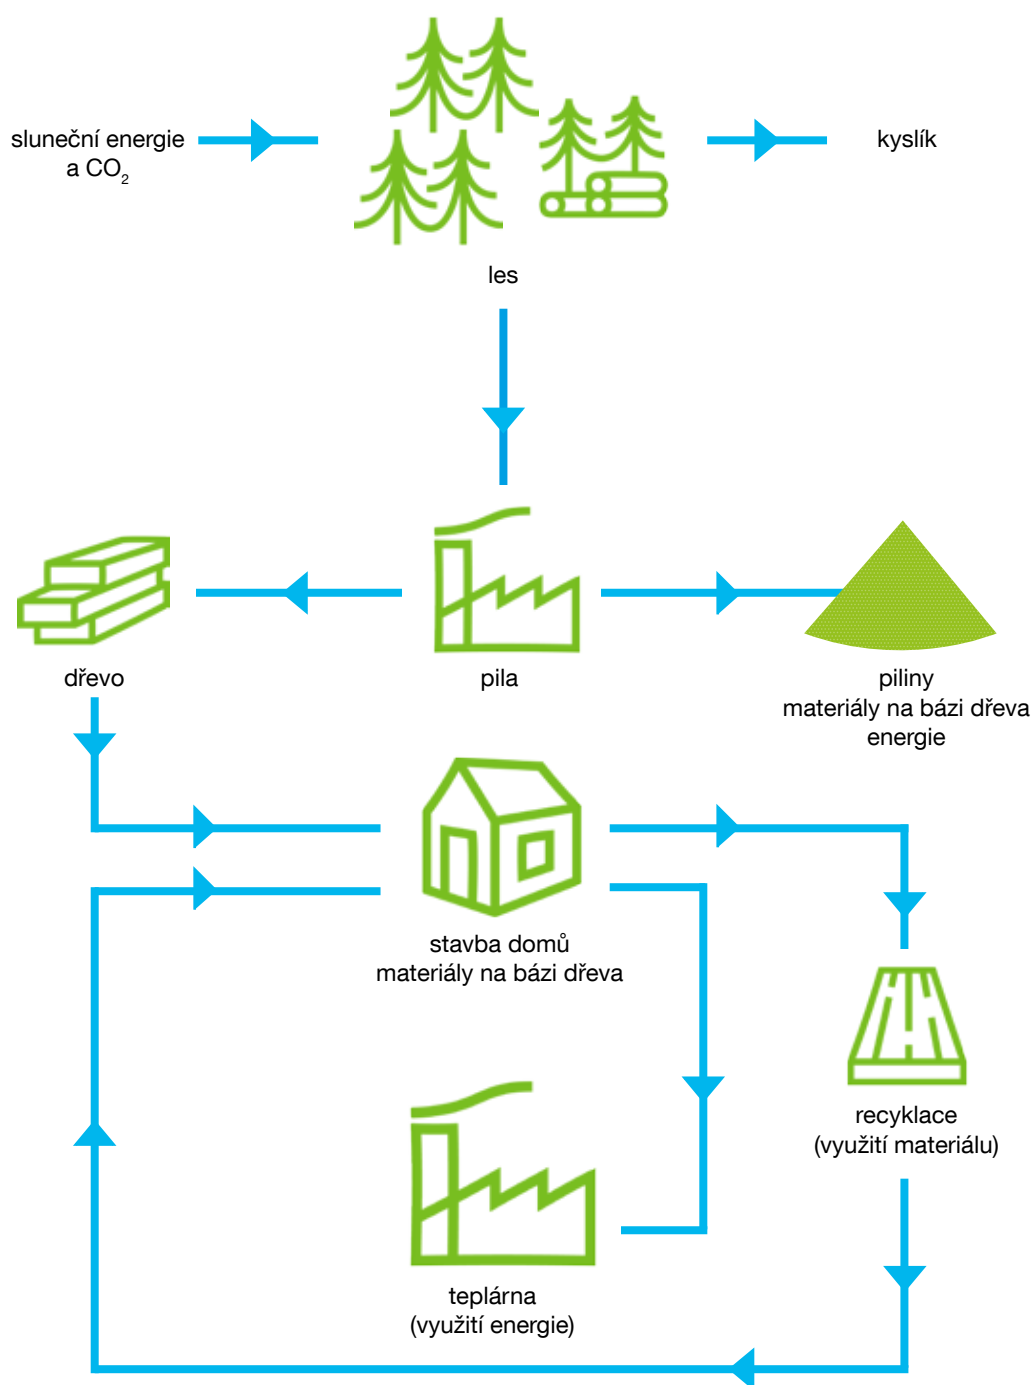 sluneční energie
a CO₂
kyslík
les
dřevo
pila
piliny
materiály na bázi dřeva
energie
stavba domů
materiály na bázi dřeva
recyklace
(využití materiálu)
teplárna
(využití energie)